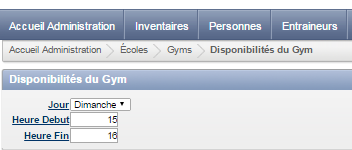 Accueil Administration Inventaires Personnes Entraineurs
Accueil Administration Écoles Gyms Disponibilités du Gym
Disponibilités du Gym
Jour Dimanche
Heure Debut 15
Heure Fin 16